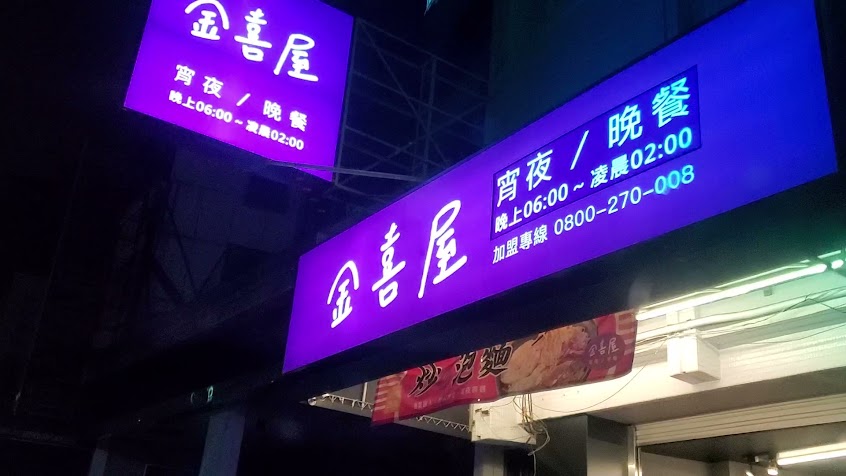 金喜屋
宵夜 / 晚餐
晚上06:00 ~ 凌晨02:00
金喜屋
宵夜 / 晚餐
晚上06:00 ~ 凌晨02:00
加盟專線 0800-270-008
炒泡麵
金喜屋